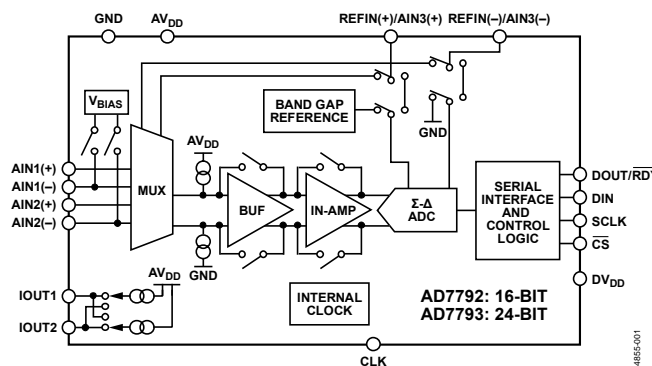 GND
AVDD
REFIN(+)/AIN3(+)
REFIN(–)/AIN3(–)
VBIAS
BAND GAP
REFERENCE
GND
AVDD
AIN1(+)
AIN1(–)
AIN2(+)
AIN2(–)
MUX
BUF
IN-AMP
Σ-Δ
ADC
SERIAL
INTERFACE
AND
CONTROL
LOGIC
DOUT/RDY
DIN
SCLK
CS
GND
AVDD
IOUT1
IOUT2
INTERNAL
CLOCK
AD7792: 16-BIT
AD7793: 24-BIT
DVDD
CLK
4855-001